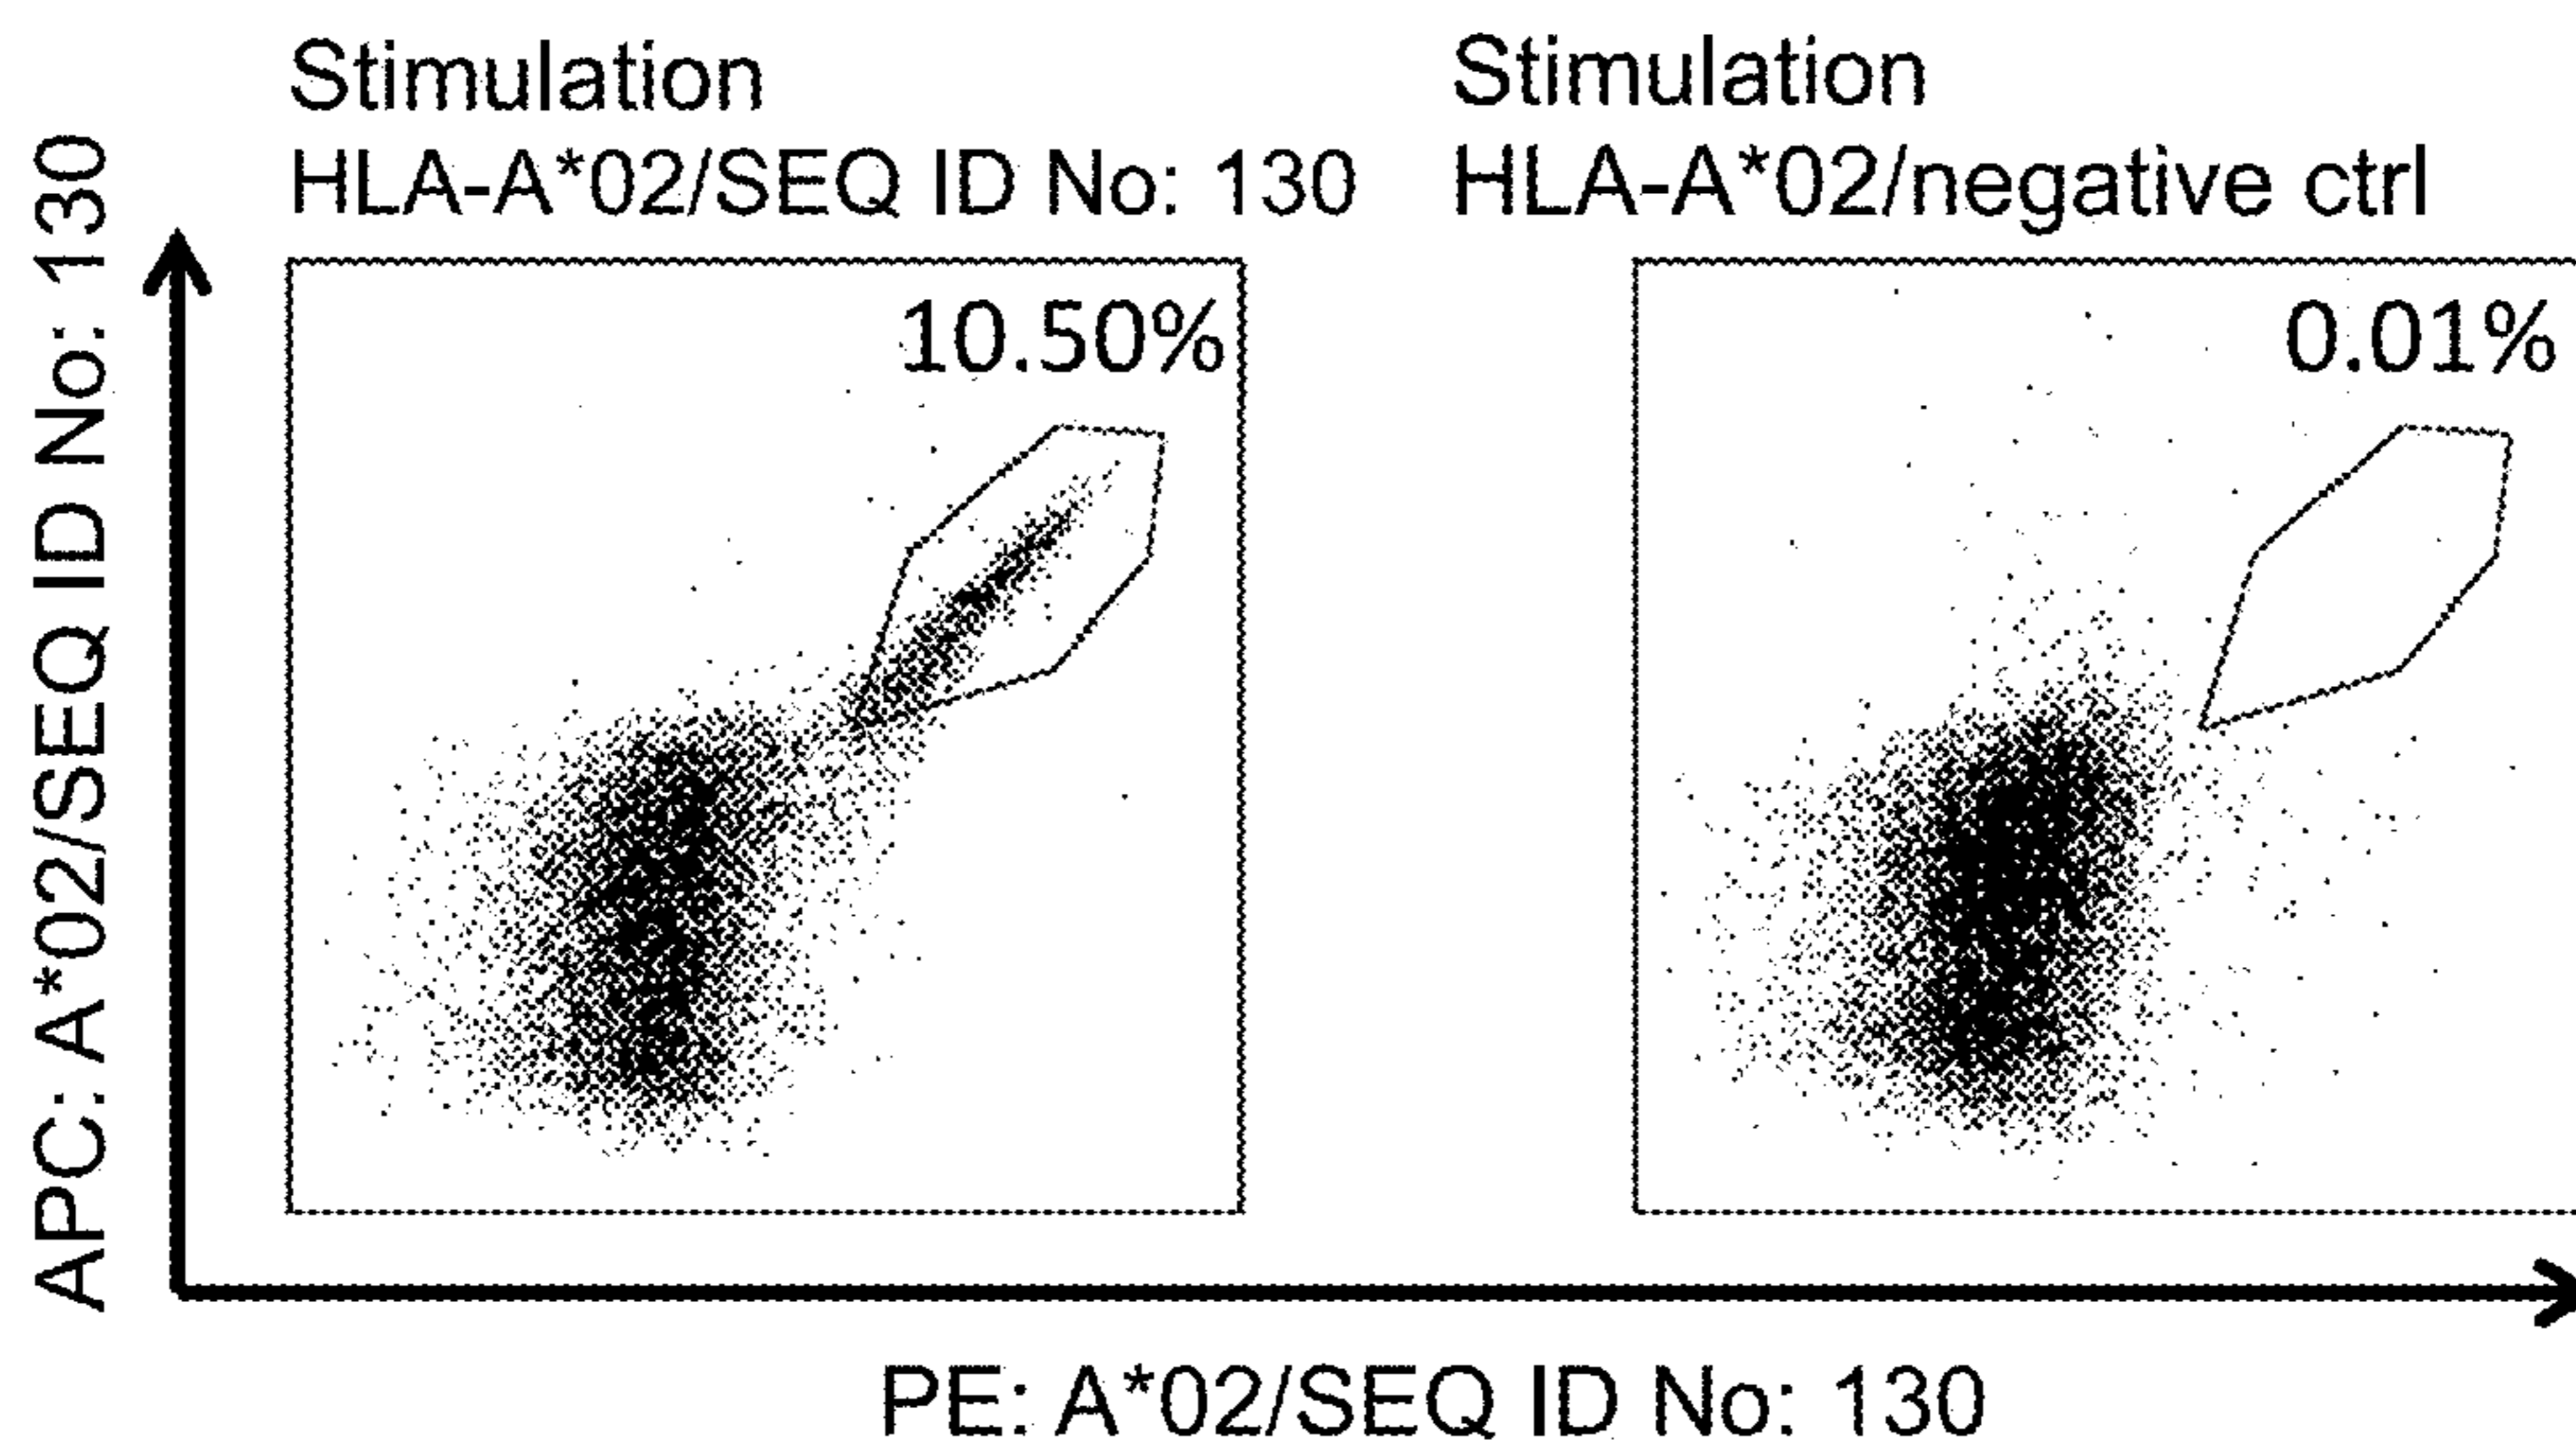 Stimulation
HLA-A*02/SEQ ID No: 130
Stimulation
HLA-A*02/negative ctrl
APC: A*02/SEQ ID No: 130
10.50%
0.01%
PE: A*02/SEQ ID No: 130